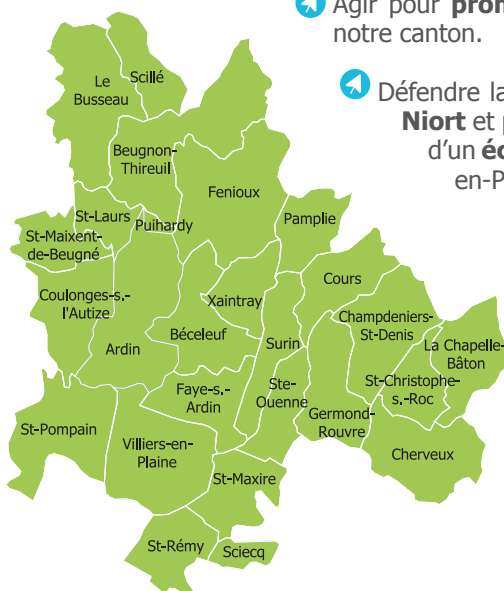 Agir pour pron
notre canton.
Défendre la
Niort et p
d'un éc
en-P
Le
Busseau
Scillé
Beugnon-
Thireuil
Fenioux
St-Laurs
Puihardy
Pamplie
St-Maixent-
de-Beugné
Coulonges-s.-
l'Autize
Xaintray
Cours
Ardin
Béceleuf
Surin
Champdeniers-
St-Denis
La Chapelle-
Bâton
Faye-s.-
Ardin
Ste-
Ouenne
St-Christophe-
s.-Roc
Germond-
Rouvre
St-Pompain
Villiers-en-
Plaine
Cherveux
St-Maxire
St-Rémy
Sciecq